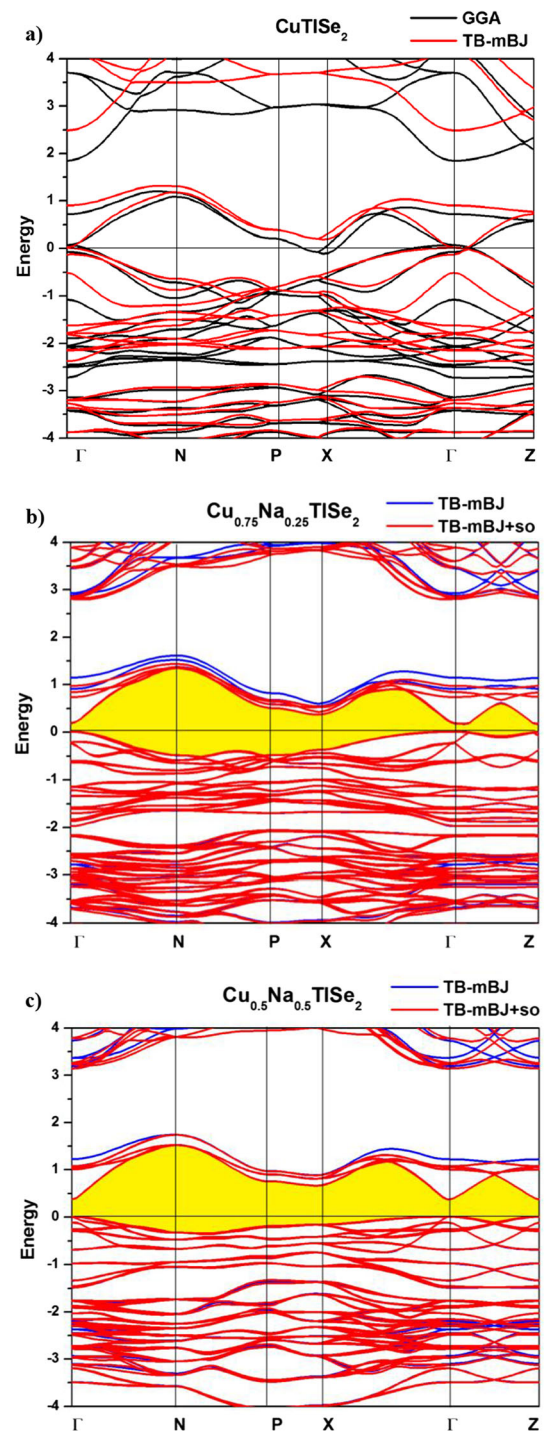 a)
CuTlSe2
GGA
TB-mBJ
Energy
4
3
2
1
0
-1
-2
-3
-4
Γ N P X Γ Z
b)
Cu0.75Na0.25TlSe2
TB-mBJ
TB-mBJ+so
Energy
4
3
2
1
0
-1
-2
-3
-4
Γ N P X Γ Z
c)
Cu0.5Na0.5TlSe2
TB-mBJ
TB-mBJ+so
Energy
4
3
2
1
0
-1
-2
-3
-4
Γ N P X Γ Z